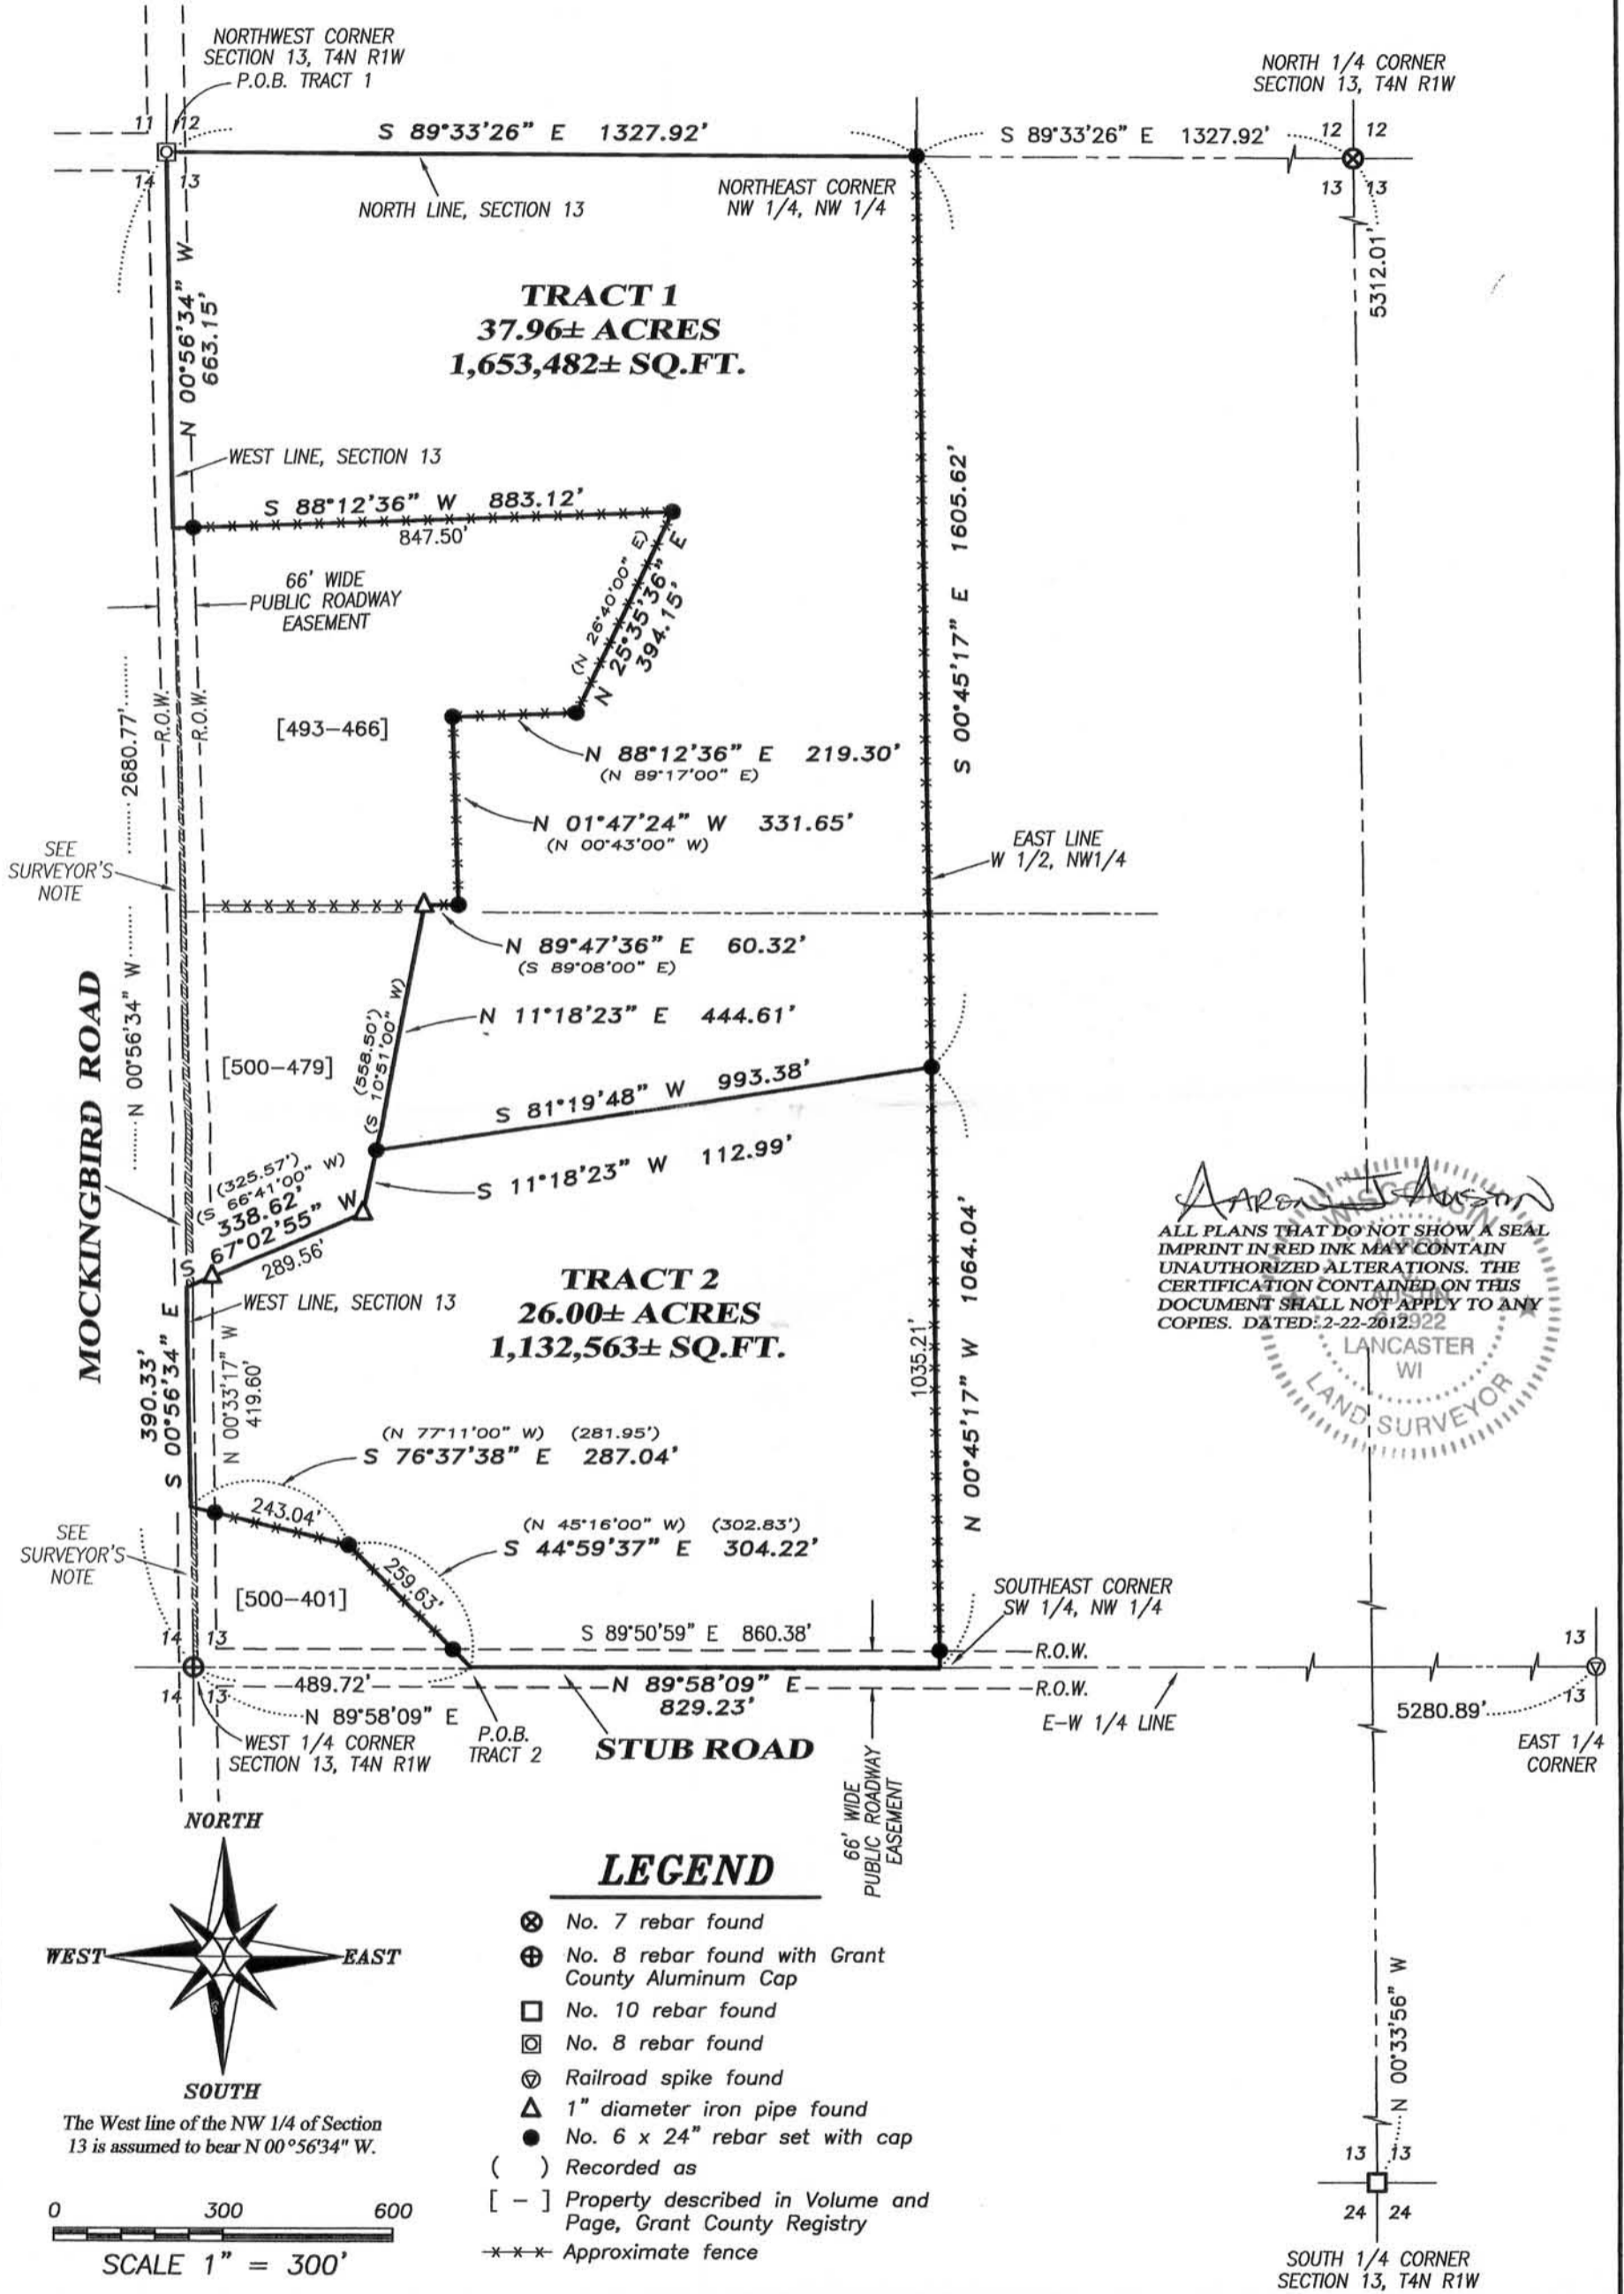 NORTHWEST CORNER
SECTION 13, T4N R1W
P.O.B. TRACT 1
NORTH 1/4 CORNER
SECTION 13, T4N R1W
11 12
14 13
S 89°33'26" E 1327.92'
S 89°33'26" E 1327.92'
12 12
13 13
NORTH LINE, SECTION 13
NORTHEAST CORNER
NW 1/4, NW 1/4
5312.01'
N 00°56'34" W
663.15'
TRACT 1
37.96± ACRES
1,653,482± SQ.FT.
WEST LINE, SECTION 13
S 88°12'36" W 883.12'
847.50'
S 00°45'17" E 1605.62'
66' WIDE
PUBLIC ROADWAY
EASEMENT
(N 26°40'00" E)
N 25°35'36" E
394.15'
R.O.W.
R.O.W.
[493-466]
N 88°12'36" E 219.30'
(N 89°17'00" E)
N 01°47'24" W 331.65'
(N 00°43'00" W)
N 00°56'34" W 2680.77'
SEE
SURVEYOR'S
NOTE
EAST LINE
W 1/2, NW1/4
N 89°47'36" E 60.32'
(S 89°08'00" E)
N 11°18'23" E 444.61'
(558.50')
(S 10°51'00" W)
MOCKINGBIRD ROAD
[500-479]
S 81°19'48" W 993.38'
S 11°18'23" W 112.99'
(325.57')
(S 66°41'00" W)
338.62'
S 67°02'55" W
289.56'
Aaron J Austin
WISCONSIN
AARON
J.
AUSTIN
LANCASTER
WI
LAND SURVEYOR
ALL PLANS THAT DO NOT SHOW A SEAL
IMPRINT IN RED INK MAY CONTAIN
UNAUTHORIZED ALTERATIONS. THE
CERTIFICATION CONTAINED ON THIS
DOCUMENT SHALL NOT APPLY TO ANY
COPIES. DATED: 2-22-2012.
WEST LINE, SECTION 13
TRACT 2
26.00± ACRES
1,132,563± SQ.FT.
390.33'
S 00°56'34" E
N 00°33'17" W
419.60'
1035.21'
N 00°45'17" W 1064.04'
(N 77°11'00" W) (281.95')
S 76°37'38" E 287.04'
243.04'
(N 45°16'00" W) (302.83')
S 44°59'37" E 304.22'
259.63'
SEE
SURVEYOR'S
NOTE
[500-401]
SOUTHEAST CORNER
SW 1/4, NW 1/4
S 89°50'59" E 860.38'
14 13
14 13
R.O.W.
R.O.W.
489.72'
N 89°58'09" E
829.23'
N 89°58'09" E
WEST 1/4 CORNER
SECTION 13, T4N R1W
P.O.B.
TRACT 2
STUB ROAD
E-W 1/4 LINE
13
13
5280.89'
EAST 1/4
CORNER
66' WIDE
PUBLIC ROADWAY
EASEMENT
NORTH
WEST
EAST
SOUTH
The West line of the NW 1/4 of Section
13 is assumed to bear N 00°56'34" W.
0 300 600
SCALE 1" = 300'
LEGEND
No. 7 rebar found
No. 8 rebar found with Grant
County Aluminum Cap
No. 10 rebar found
No. 8 rebar found
Railroad spike found
1" diameter iron pipe found
No. 6 x 24" rebar set with cap
( ) Recorded as
[ - ] Property described in Volume and
Page, Grant County Registry
x-x-x Approximate fence
N 00°33'56" W
13 13
24 24
SOUTH 1/4 CORNER
SECTION 13, T4N R1W